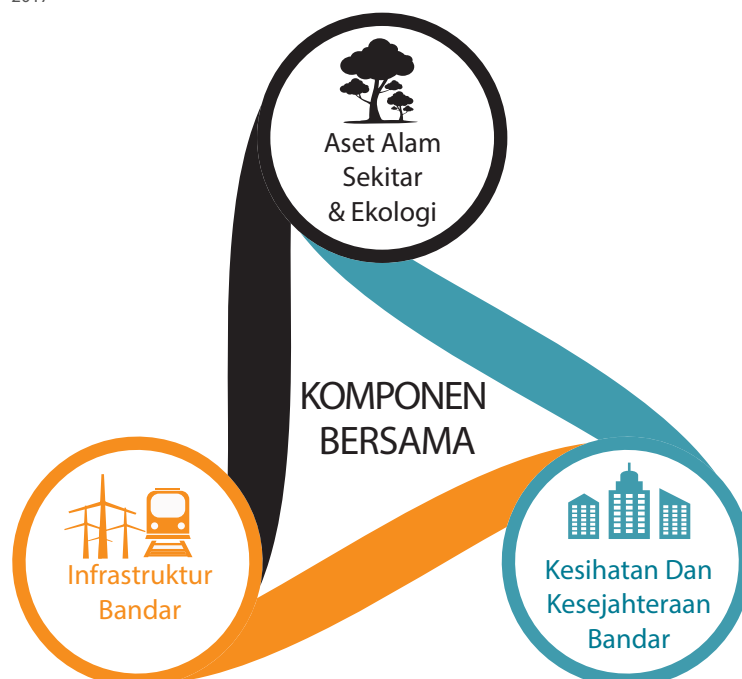 Aset Alam
Sekitar
& Ekologi
KOMPONEN
BERSAMA
Infrastruktur
Bandar
Kesihatan Dan
Kesejahteraan
Bandar